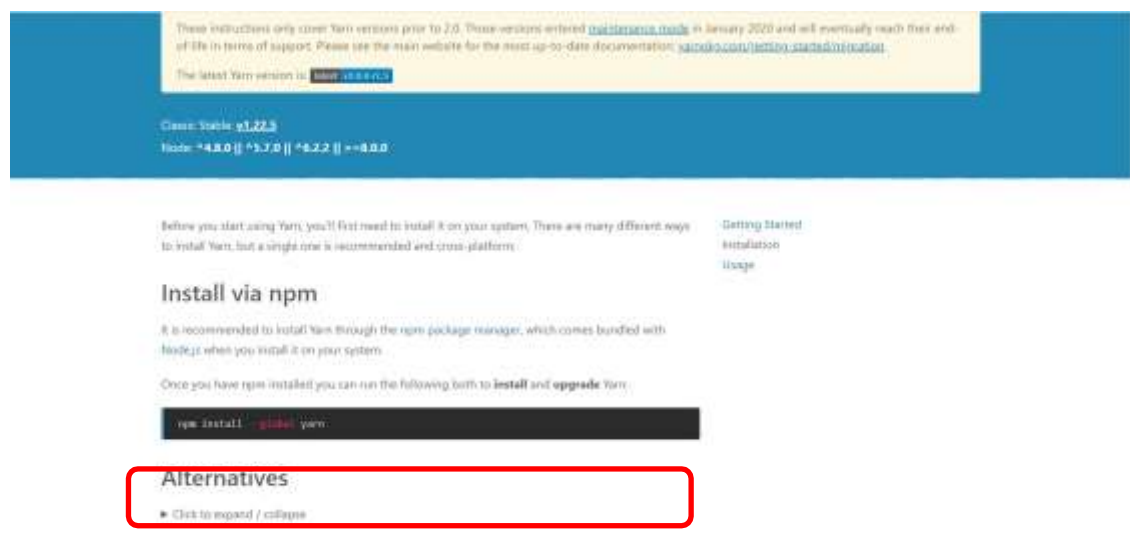 These instructions only cover Yarn versions prior to 2.0. Those versions entered maintenance mode in January 2020 and will eventually reach their end-
of-life in terms of support. Please see the main website for the most up-to-date documentation: yarnpkg.com/getting-started/migration.
The latest Yarn version is: latest
Classic Stable: v1.22.5
Node: ^4.8.0 || ^5.7.0 || ^6.2.2 || >=8.0.0
Before you start using Yarn, you'll first need to install it on your system. There are many different ways
to install Yarn, but a single one is recommended and cross-platform:
Getting Started
Installation
Usage
Install via npm
It is recommended to install Yarn through the npm package manager, which comes bundled with
Node.js when you install it on your system.
Once you have npm installed you can run the following both to install and upgrade Yarn:
npm install --global yarn
Alternatives
▶ Click to expand / collapse